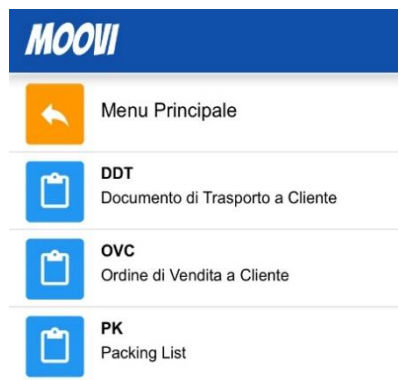 MOOVI
Menu Principale
DDT
Documento di Trasporto a Cliente
OVC
Ordine di Vendita a Cliente
PK
Packing List